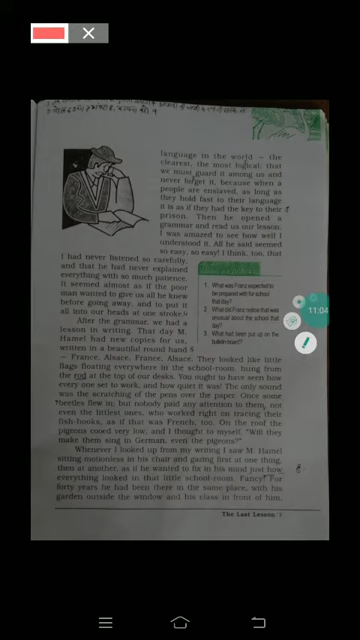 language in the world — the
clearest, the most logical; that
we must guard it among us and
never forget it, because when a
people are enslaved, as long as
they hold fast to their language
it is as if they had the key to their
prison. Then he opened a
grammar and read us our lesson.
I was amazed to see how well I
understood it. All he said seemed
so easy, so easy! I think, too, that
I had never listened so carefully,
and that he had never explained
everything with so much patience.
It seemed almost as if the poor
man wanted to give us all he knew
before going away, and to put it
all into our heads at one stroke.
After the grammar, we had a
lesson in writing. That day M.
Hamel had new copies for us,
written in a beautiful round hand
1. What was Franz expected to
be prepared with for school
that day?
2. What did Franz notice that was
unusual about the school that
day?
3. What had been put up on the
bulletin-board?
11:04
— France, Alsace, France, Alsace. They looked like little
flags floating everywhere in the school-room, hung from
the rod at the top of our desks. You ought to have seen how
every one set to work, and how quiet it was! The only sound
was the scratching of the pens over the paper. Once some
beetles flew in; but nobody paid any attention to them, not
even the littlest ones, who worked right on tracing their
fish-hooks, as if that was French, too. On the roof the
pigeons cooed very low, and I thought to myself, "Will they
make them sing in German, even the pigeons?"
Whenever I looked up from my writing I saw M. Hamel
sitting motionless in his chair and gazing first at one thing,
then at another, as if he wanted to fix in his mind just how
everything looked in that little school-room. Fancy! For
forty years he had been there in the same place, with his
garden outside the window and his class in front of him,
The Last Lesson/